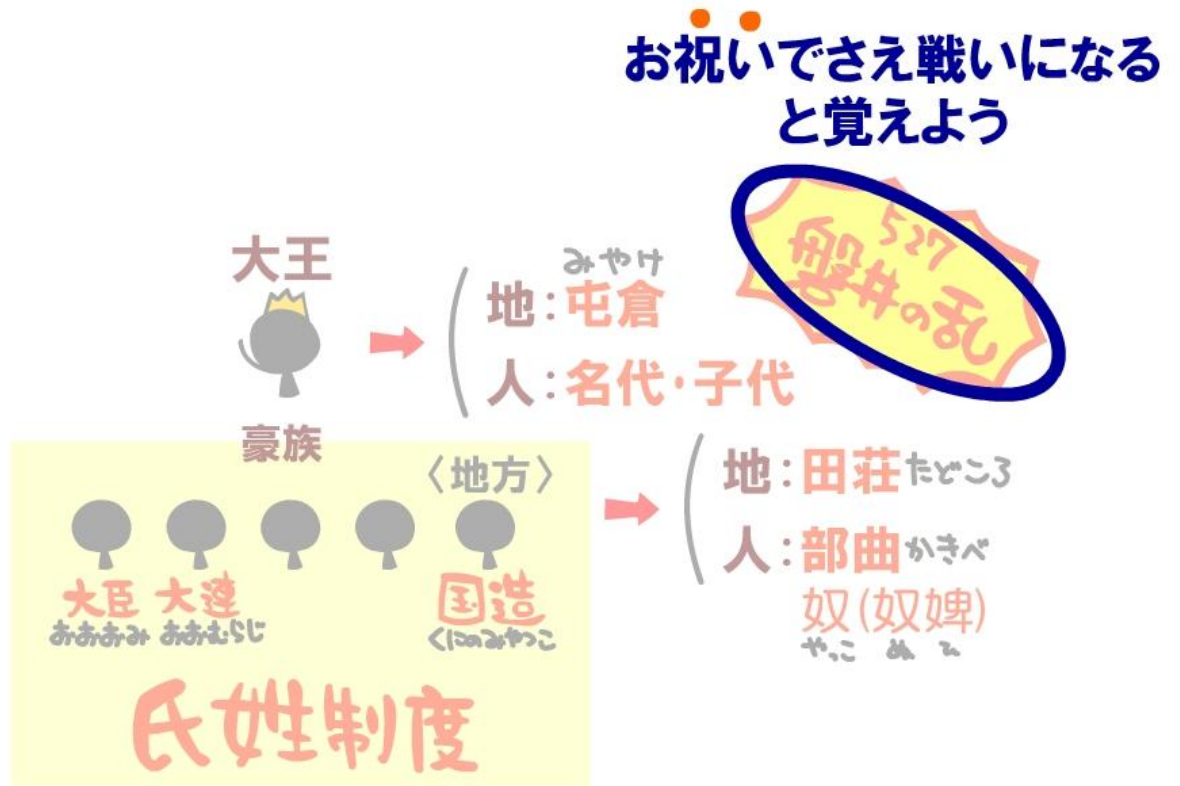 お祝いでさえ戦いになる
と覚えよう
527
磐井の乱
大王
みやけ
地:屯倉
人:名代・子代
豪族
〈地方〉
地:田荘たどころ
人:部曲かきべ
奴(奴婢)
やっこ ぬ ひ
大臣 大連 国造
おおおみ おおむらじ くにのみやつこ
氏姓制度